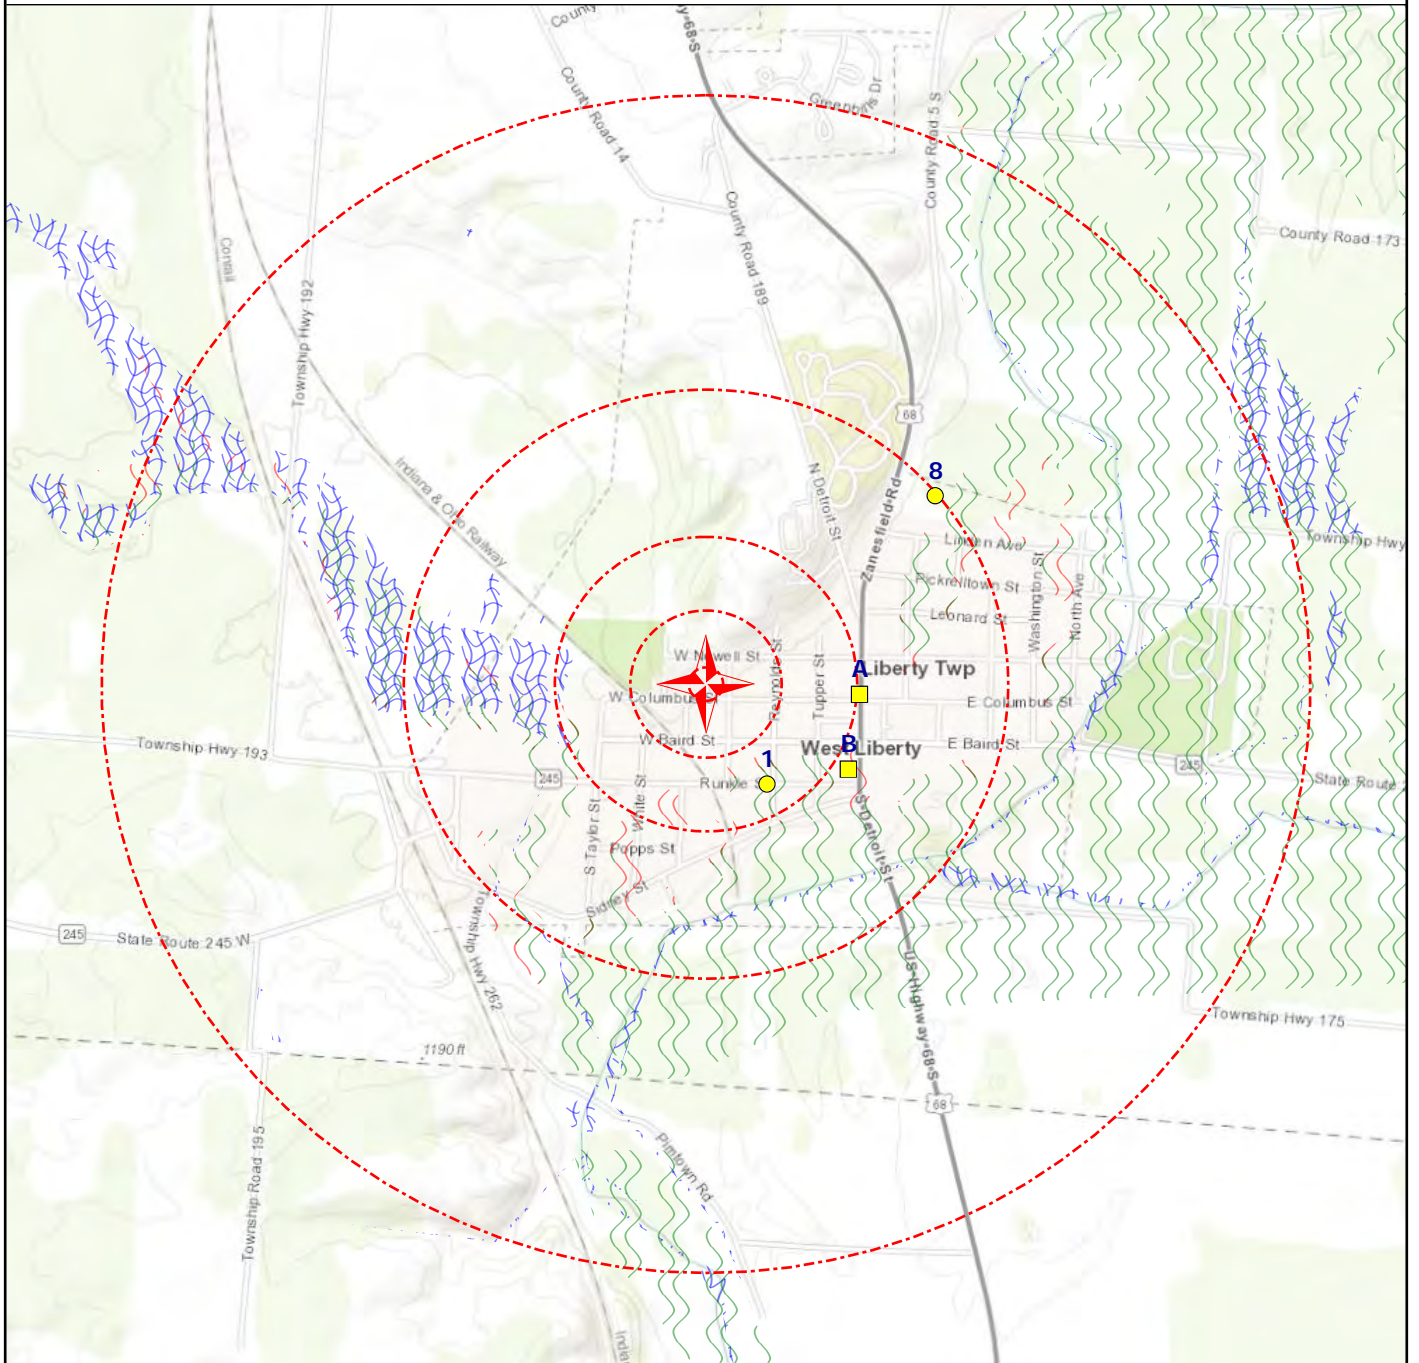 County
y-68-S
County Road 14
Greenbris Dr
County Road 5 S
County Road 189
County Road 173
Conrail
Township Hwy 192
68
8
Indiana & Ohio Railway
N Detroit St
Zanesfield Rd
Linden Ave
Township Hwy
Pickrelltown St
Leonard St
Washington St
North Ave
W Newell St
Reynolds St
Tupper St
A
Liberty Twp
W Columbus St
E Columbus St
W Baird St
West Liberty
B
E Baird St
Township Hwy 193
1
245
Runkle S
245
State Route
S Taylor St
White St
S Detroit St
Popps St
Sidney St
245
State Route 245 W
Township Hwy 262
US-Highway-68-S
Township Hwy 175
1190 ft
68
Township Road 195
Pimtown Rd
India